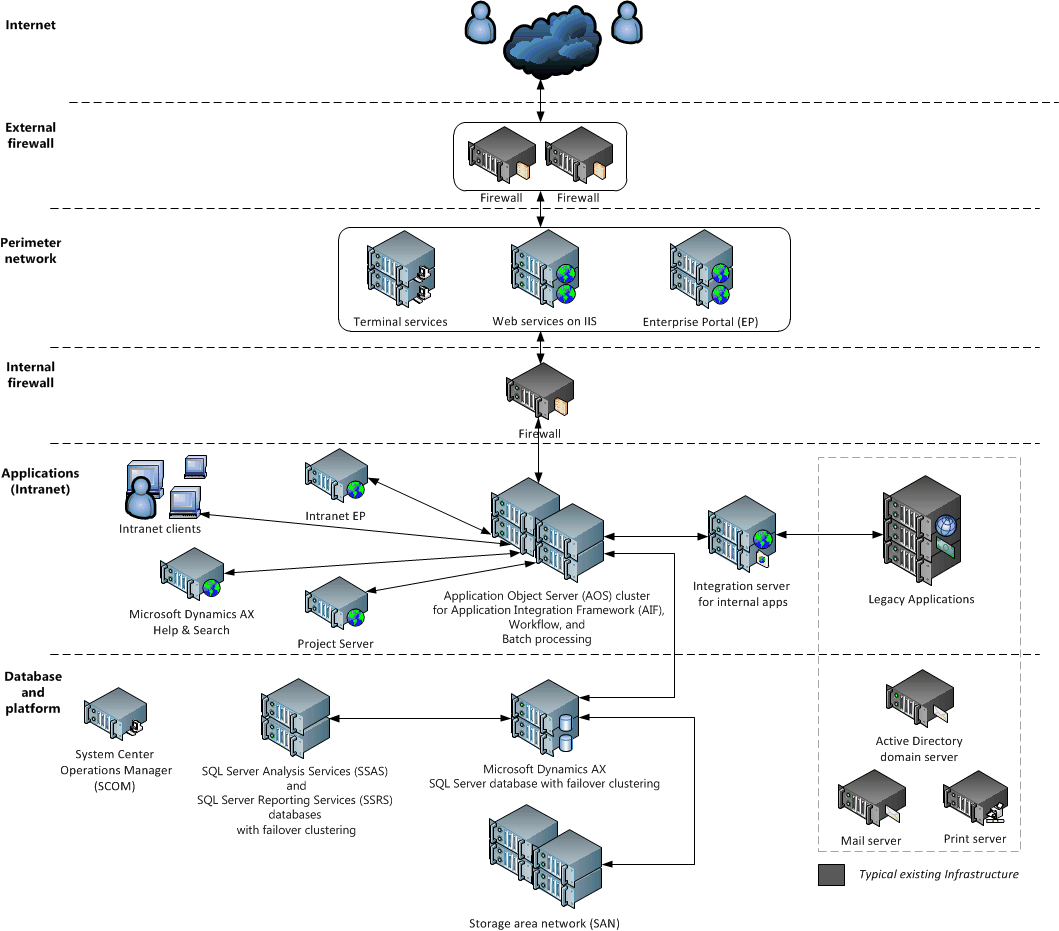 Internet
External
firewall
Firewall
Firewall
Perimeter
network
Terminal services
Web services on IIS
Enterprise Portal (EP)
Internal
firewall
Firewall
Applications
(Intranet)
Intranet clients
Intranet EP
Microsoft Dynamics AX
Help & Search
Project Server
Application Object Server (AOS) cluster
for Application Integration Framework (AIF),
Workflow, and
Batch processing
Integration server
for internal apps
Legacy Applications
Database
and
platform
System Center
Operations Manager
(SCOM)
SQL Server Analysis Services (SSAS)
and
SQL Server Reporting Services (SSRS)
databases
with failover clustering
Microsoft Dynamics AX
SQL Server database with failover clustering
Storage area network (SAN)
Active Directory
domain server
Mail server
Print server
Typical existing Infrastructure